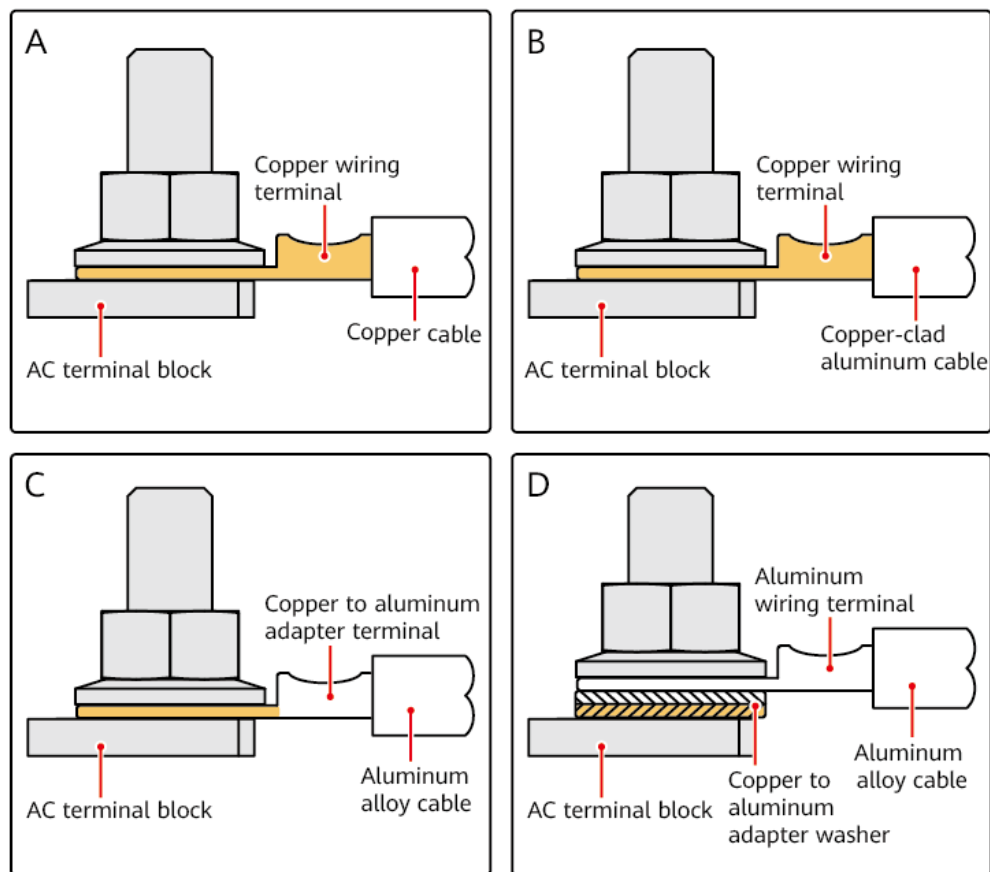 A
Copper wiring
terminal
Copper cable
AC terminal block
B
Copper wiring
terminal
Copper-clad
aluminum cable
AC terminal block
C
Copper to aluminum
adapter terminal
Aluminum
alloy cable
AC terminal block
D
Aluminum
wiring terminal
Aluminum
alloy cable
Copper to
aluminum
adapter washer
AC terminal block